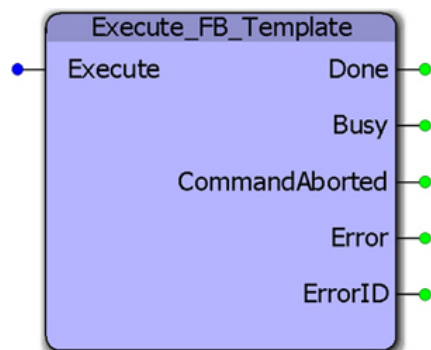 Execute_FB_Template
Execute Done
Busy
CommandAborted
Error
ErrorID